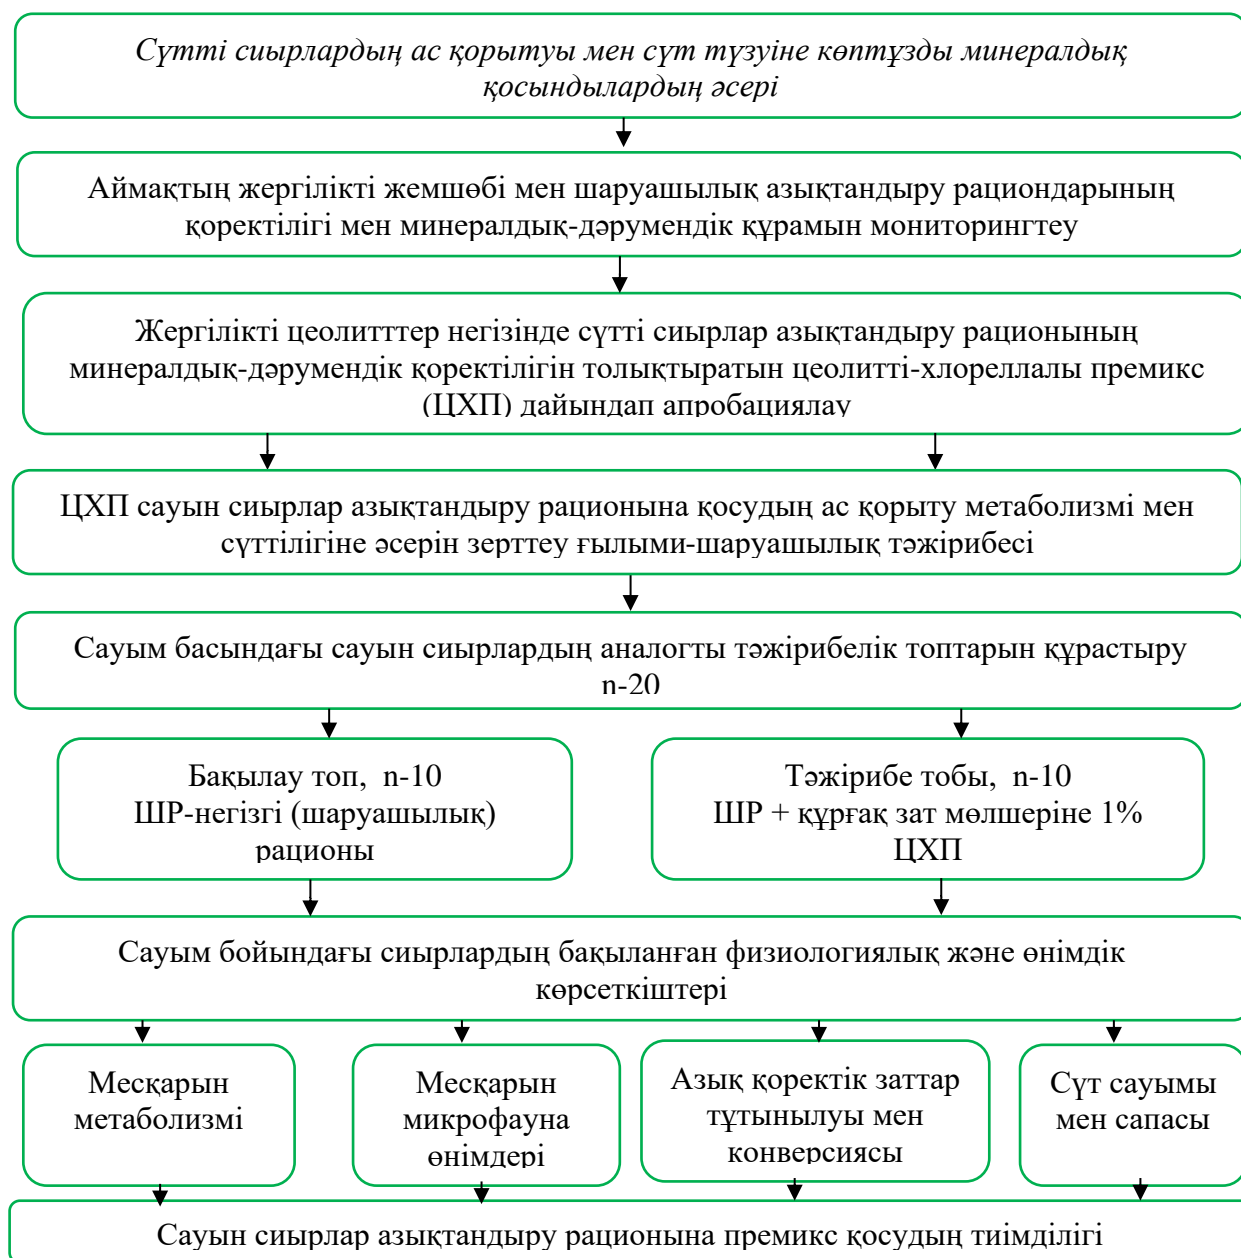 Сүтті сиырлардың ас қорытуы мен сүт түзуіне көптұзды минералдық
қосындылардың әсері
Аймақтың жергілікті жемшөбі мен шаруашылық азықтандыру рациондарының
қоректілігі мен минералдық-дәрумендік құрамын мониторингтеу
Жергілікті цеолитттер негізінде сүтті сиырлар азықтандыру рационының
минералдық-дәрумендік қоректілігін толықтыратын цеолитті-хлореллалы премикс
(ЦХП) дайындап апробациялау
ЦХП сауын сиырлар азықтандыру рационына қосудың ас қорыту метаболизмі мен
сүттілігіне әсерін зерттеу ғылыми-шаруашылық тәжірибесі
Сауым басындағы сауын сиырлардың аналогты тәжірибелік топтарын құрастыру
n-20
Бақылау топ, n-10
ШР-негізгі (шаруашылық)
рационы
Тәжірибе тобы, n-10
ШР + құрғақ зат мөлшеріне 1%
ЦХП
Сауым бойындағы сиырлардың бақыланған физиологиялық және өнімдік
көрсеткіштері
Месқарын
метаболизмі
Месқарын
микрофауна
өнімдері
Азық қоректік заттар
тұтынылуы мен
конверсиясы
Сүт сауымы
мен сапасы
Сауын сиырлар азықтандыру рационына премикс қосудың тиімділігі